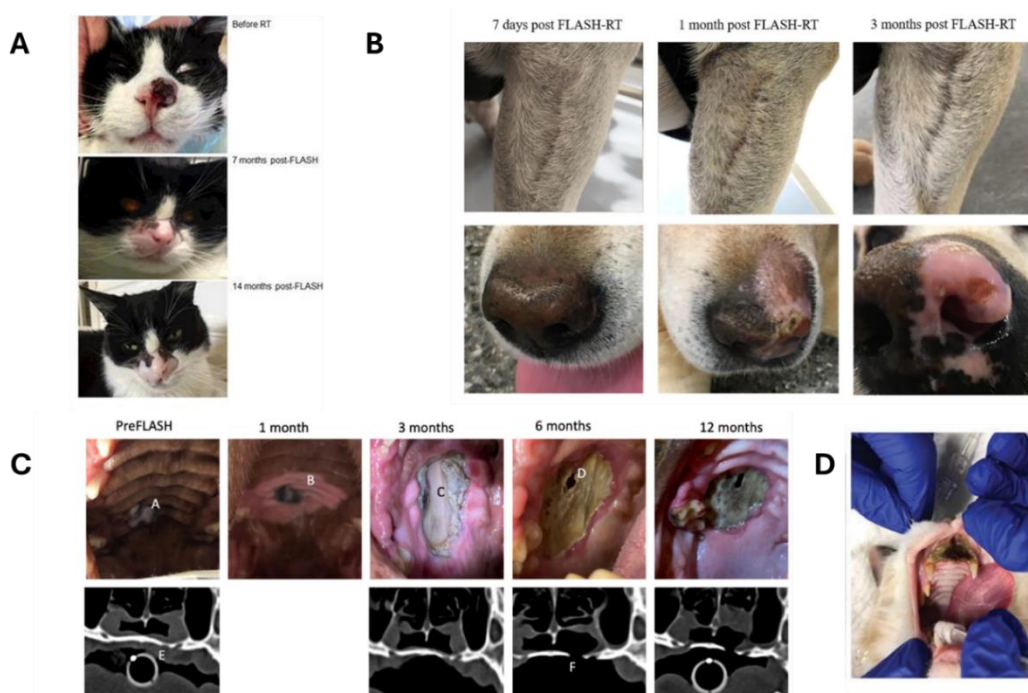 A
Before RT
7 months post-FLASH
14 months post-FLASH
B
7 days post FLASH-RT
1 month post FLASH-RT
3 months post FLASH-RT
C
PreFLASH
1 month
3 months
6 months
12 months
A
B
C
D
E
F
D